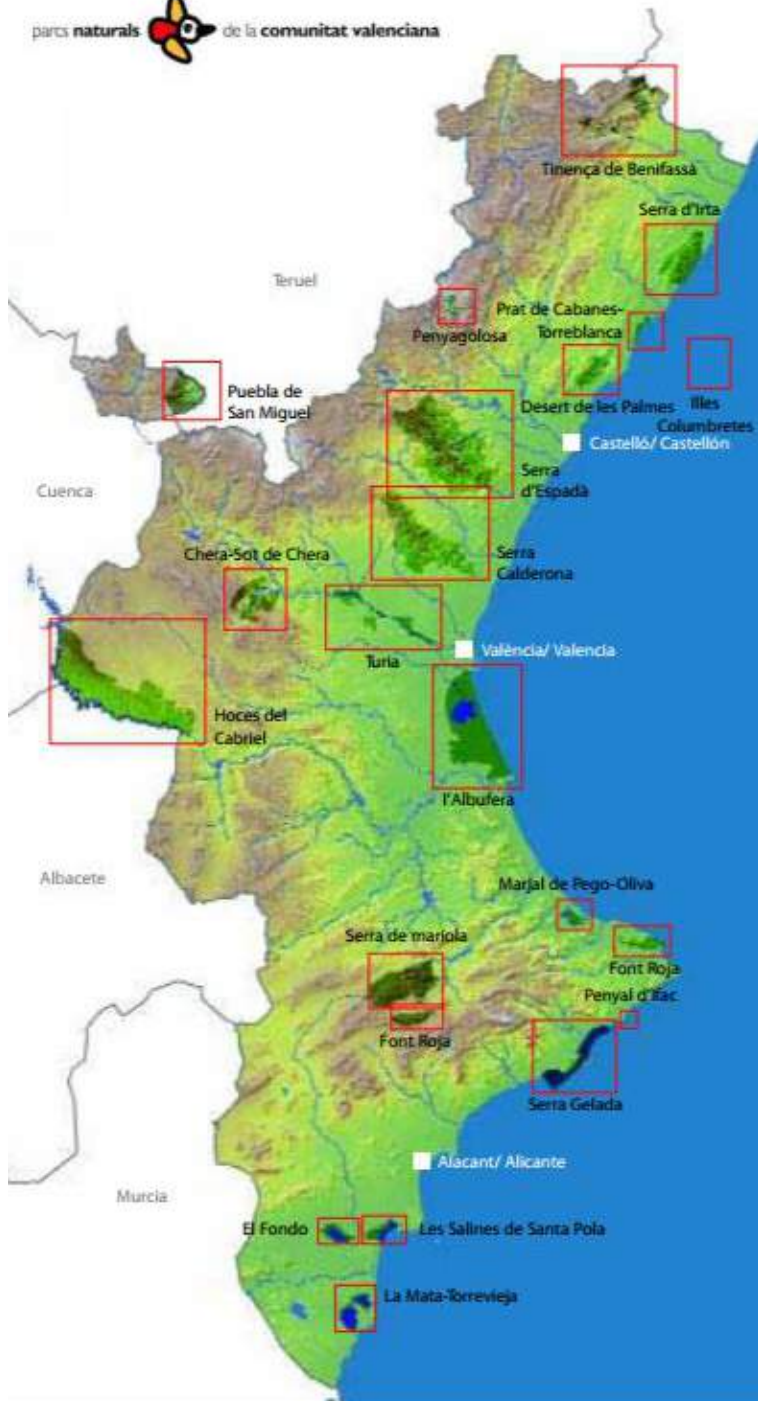 parcs naturals de la comunitat valenciana
Tinença de Benifassà
Serra d'Irta
Teruel
Prat de Cabanes-
Torreblanca
Penyagolosa
Puebla de
San Miguel
Desert de les Palmes
Illes
Columbretes
Castelló/ Castellón
Serra
d'Espadà
Cuenca
Chera-Sot de Chera
Serra
Calderona
Turia
València/ Valencia
Hoces del
Cabriel
l'Albufera
Albacete
Marjal de Pego-Oliva
Serra de mariola
Font Roja
Penyal d'Ifac
Font Roja
Serra Gelada
Alacant/ Alicante
Murcia
El Fondo
Les Salines de Santa Pola
La Mata-Torrevieja